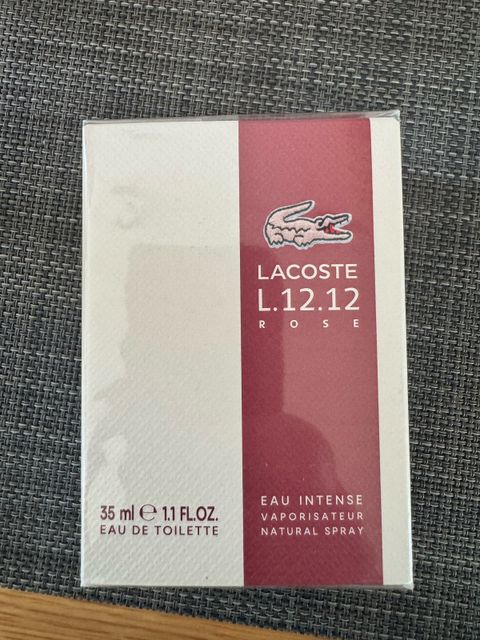 LACOSTE
L.12.12
ROSE
35 ml ℮ 1.1 FL.OZ.
EAU DE TOILETTE
EAU INTENSE
VAPORISATEUR
NATURAL SPRAY